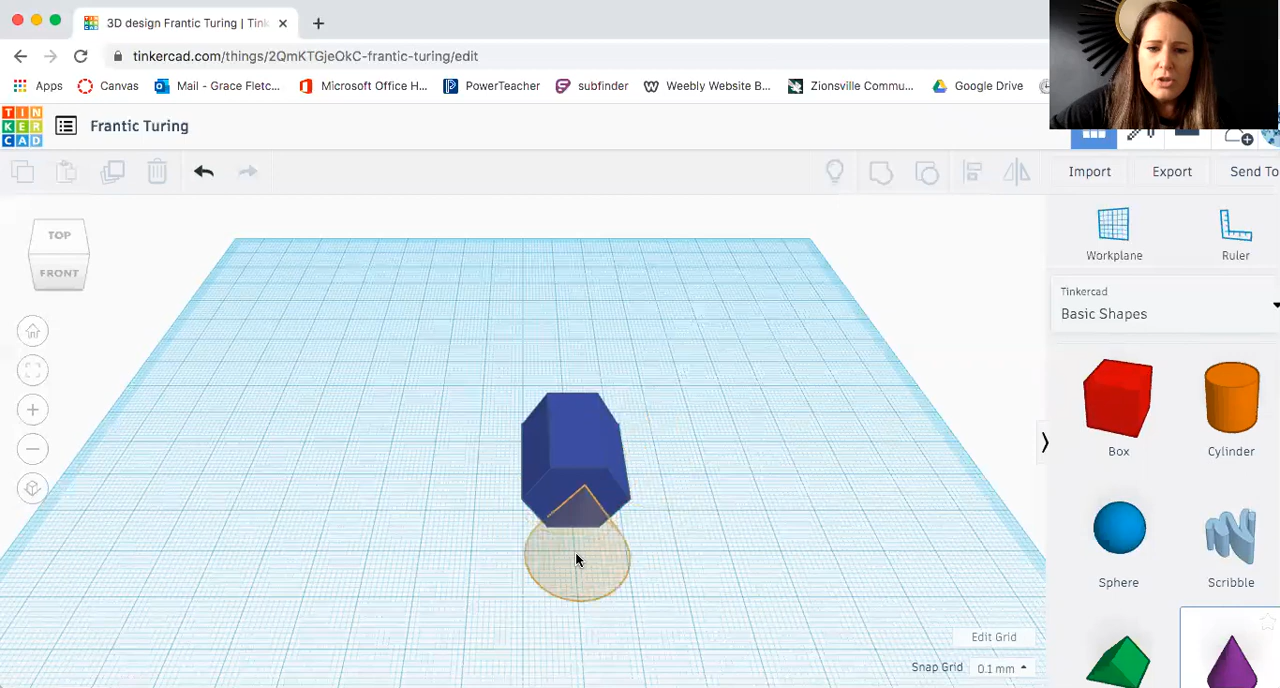 3D design Frantic Turing | Tink
tinkercad.com/things/2QmKTGjeOkC-frantic-turing/edit
Apps Canvas Mail - Grace Fletc... Microsoft Office H... PowerTeacher subfinder Weebly Website B... Zionsville Commu... Google Drive
TIN
KER
CAD
Frantic Turing
Import Export Send To
TOP
FRONT
Workplane Ruler
Tinkercad
Basic Shapes
Box Cylinder
Sphere Scribble
Edit Grid
Snap Grid 0.1 mm